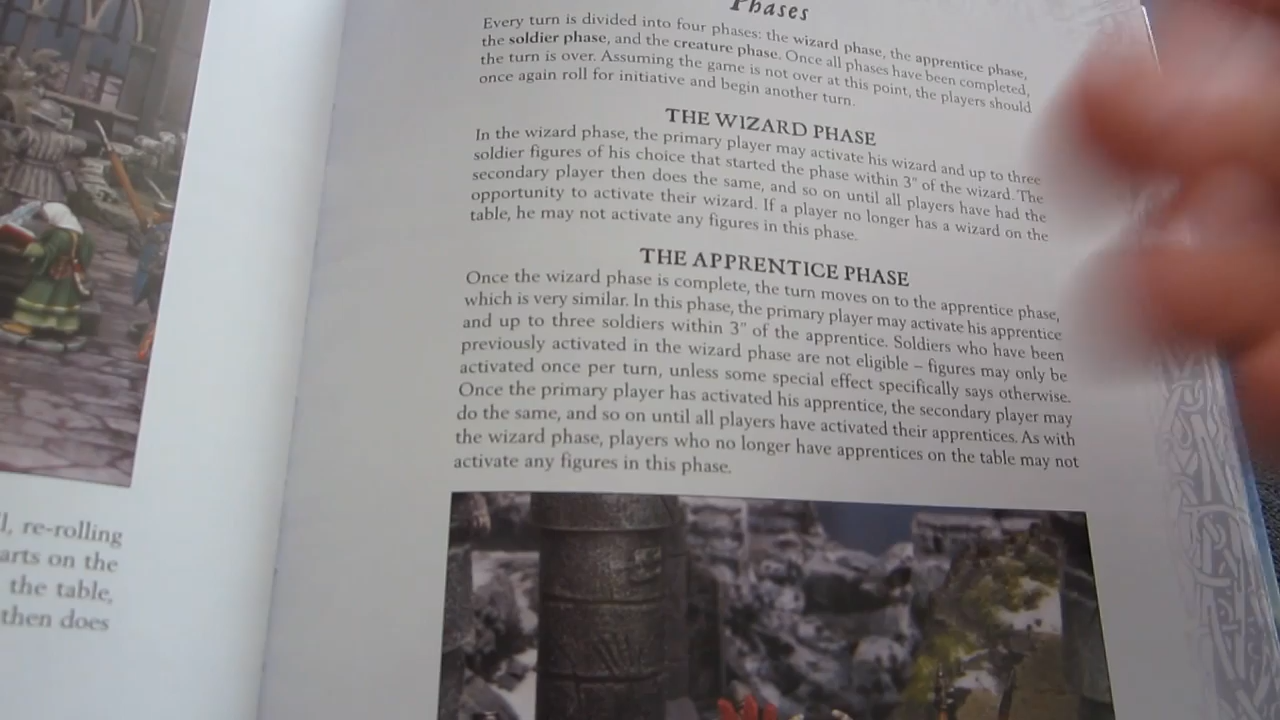 l, re-rolling
arts on the
the table,
then does
Phases
Every turn is divided into four phases: the wizard phase, the apprentice phase,
the soldier phase, and the creature phase. Once all phases have been completed,
the turn is over. Assuming the game is not over at this point, the players should
once again roll for initiative and begin another turn.
THE WIZARD PHASE
In the wizard phase, the primary player may activate his wizard and up to three
soldier figures of his choice that started the phase within 3" of the wizard. The
secondary player then does the same, and so on until all players have had the
opportunity to activate their wizard. If a player no longer has a wizard on the
table, he may not activate any figures in this phase.
THE APPRENTICE PHASE
Once the wizard phase is complete, the turn moves on to the apprentice phase,
which is very similar. In this phase, the primary player may activate his apprentice
and up to three soldiers within 3" of the apprentice. Soldiers who have been
previously activated in the wizard phase are not eligible – figures may only be
activated once per turn, unless some special effect specifically says otherwise.
Once the primary player has activated his apprentice, the secondary player may
do the same, and so on until all players have activated their apprentices. As with
the wizard phase, players who no longer have apprentices on the table may not
activate any figures in this phase.